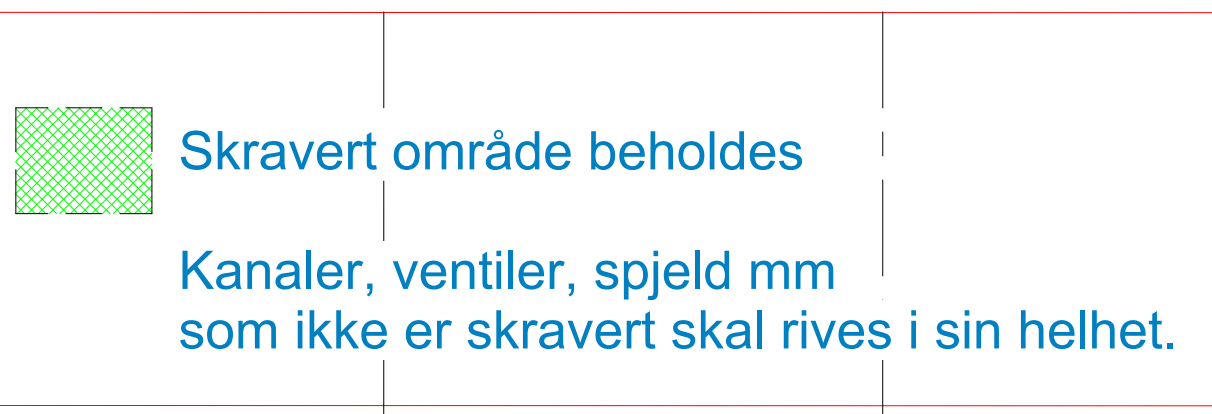 Skravert område beholdes
Kanaler, ventiler, spjeld mm
som ikke er skravert skal rives i sin helhet.